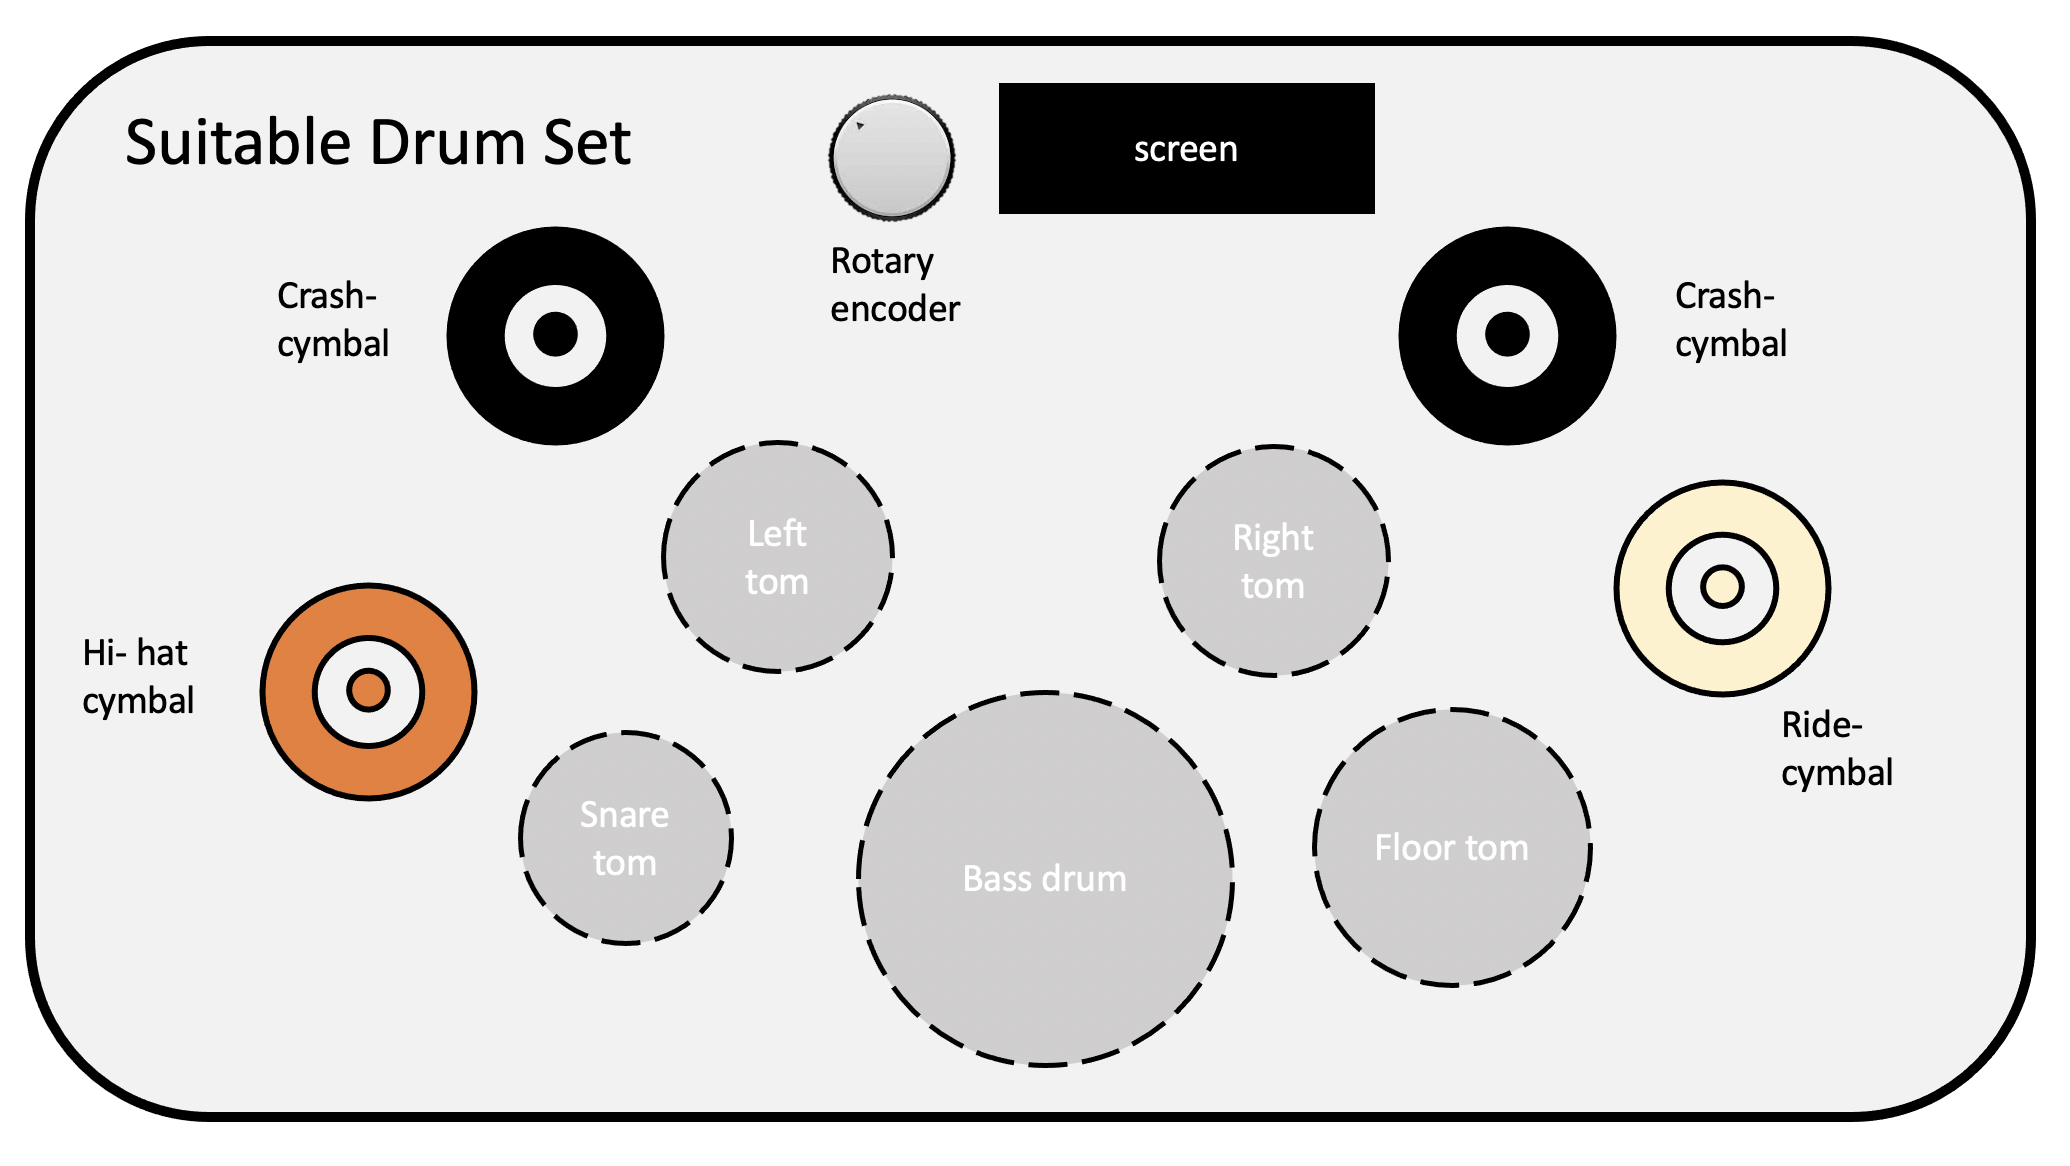 Suitable Drum Set
screen
Rotary
encoder
Crash-
cymbal
Crash-
cymbal
Left
tom
Right
tom
Hi- hat
cymbal
Ride-
cymbal
Snare
tom
Bass drum
Floor tom